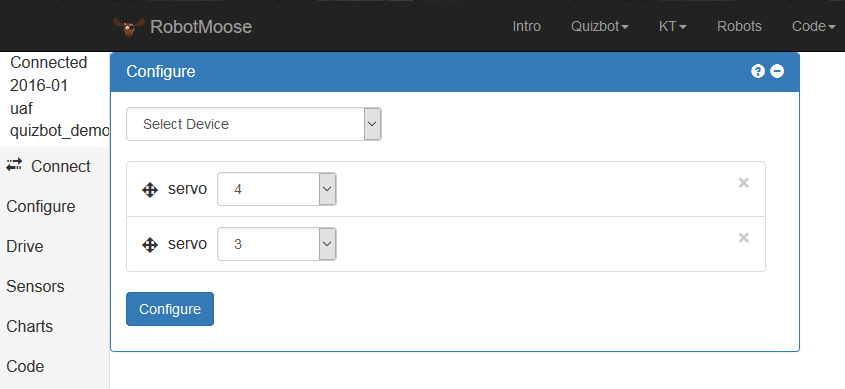 RobotMoose Intro Quizbot KT Robots Code
Connected
2016-01
uaf
quizbot_demo
Connect
Configure
Drive
Sensors
Charts
Code
Configure
Select Device
servo 4
servo 3
Configure